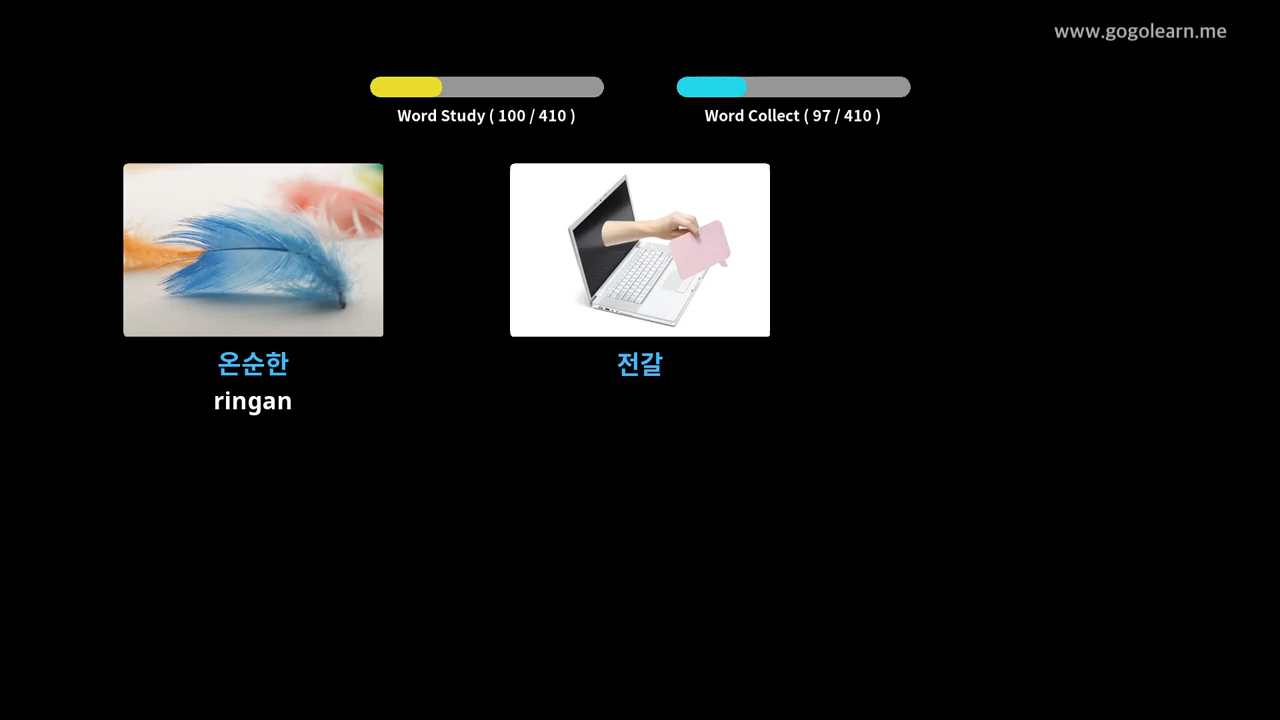 www.gogolearn.me
Word Study ( 100 / 410 )
Word Collect ( 97 / 410 )
온순한
ringan
전갈